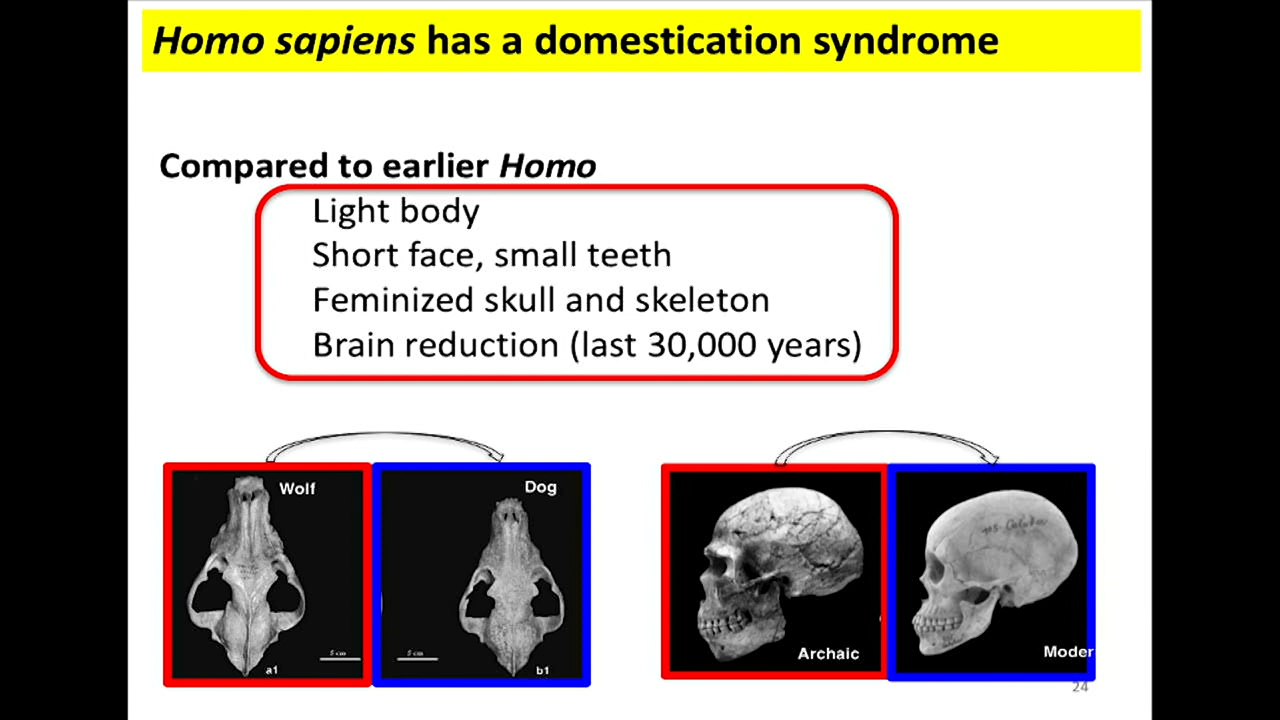 Homo sapiens has a domestication syndrome
Compared to earlier Homo
Light body
Short face, small teeth
Feminized skull and skeleton
Brain reduction (last 30,000 years)
Wolf
5 cm
a1
Dog
5 cm
b1
Archaic
Moder
24